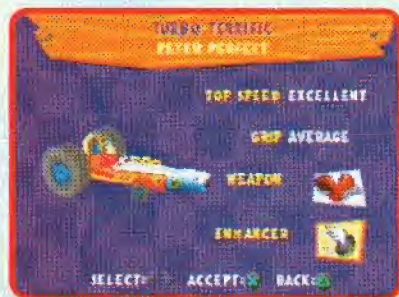 TURBO TERRIFIC
PETER PERFECT
TOP SPEED EXCELLENT
GRIP AVERAGE
WEAPON
ENHANCER
SELECT: ACCEPT: BACK: